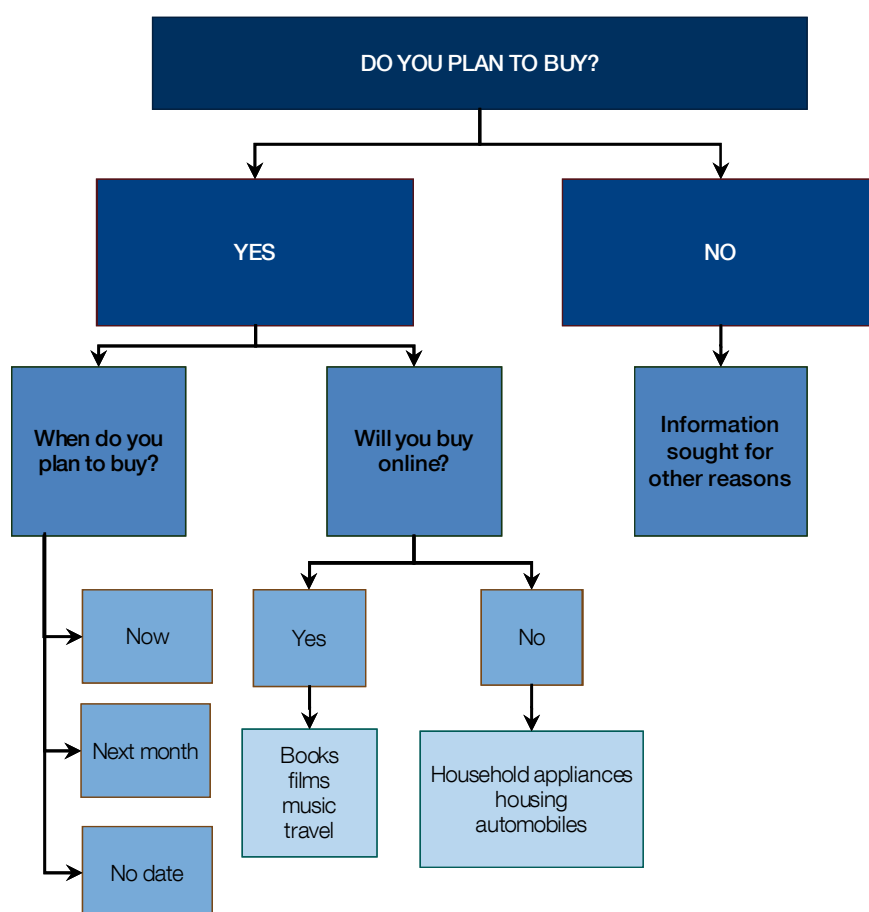 DO YOU PLAN TO BUY?
YES
NO
When do you
plan to buy?
Will you buy
online?
Information
sought for
other reasons
Now
Yes
No
Next month
Books
films
music
travel
Household appliances
housing
automobiles
No date